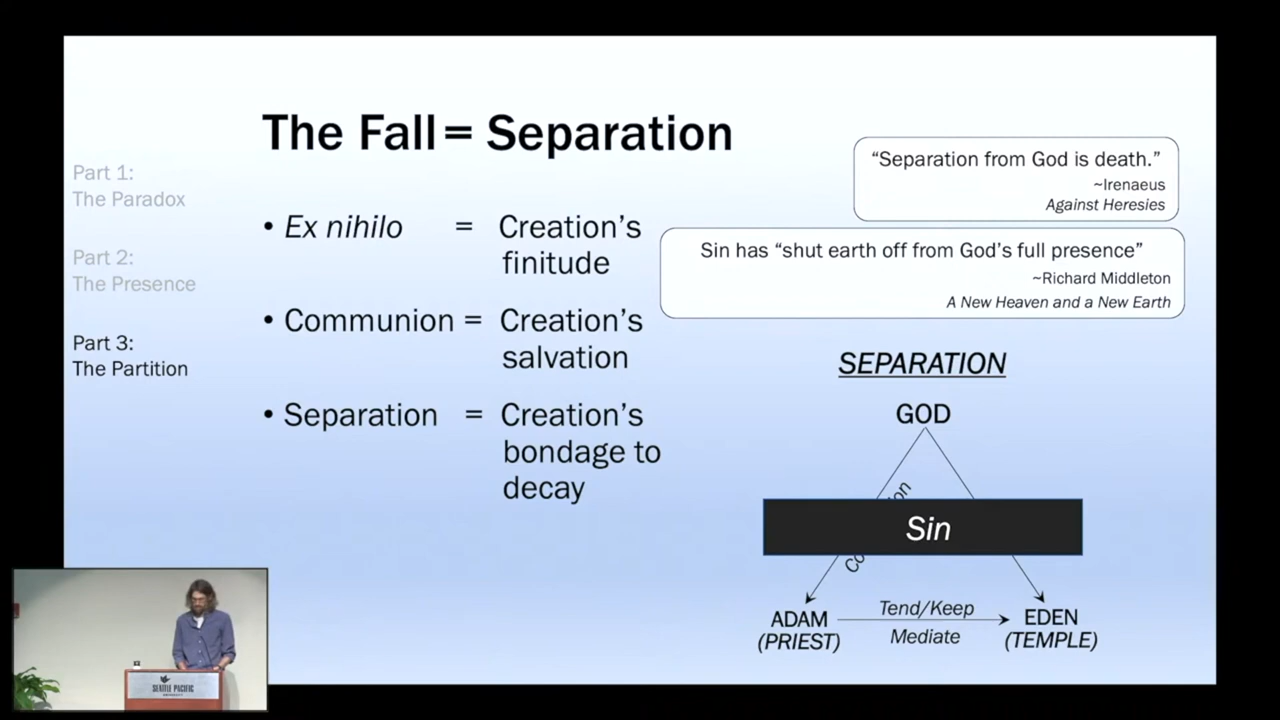 The Fall = Separation
Part 1:
The Paradox
Part 2:
The Presence
Part 3:
The Partition
• Ex nihilo = Creation’s
finitude
• Communion = Creation’s
salvation
• Separation = Creation’s
bondage to
decay
“Separation from God is death.”
~Irenaeus
Against Heresies
Sin has “shut earth off from God’s full presence”
~Richard Middleton
A New Heaven and a New Earth
SEPARATION
GOD
Sin
ADAM
(PRIEST)
Tend/Keep
Mediate
EDEN
(TEMPLE)
SEATTLE PACIFIC
UNIVERSITY